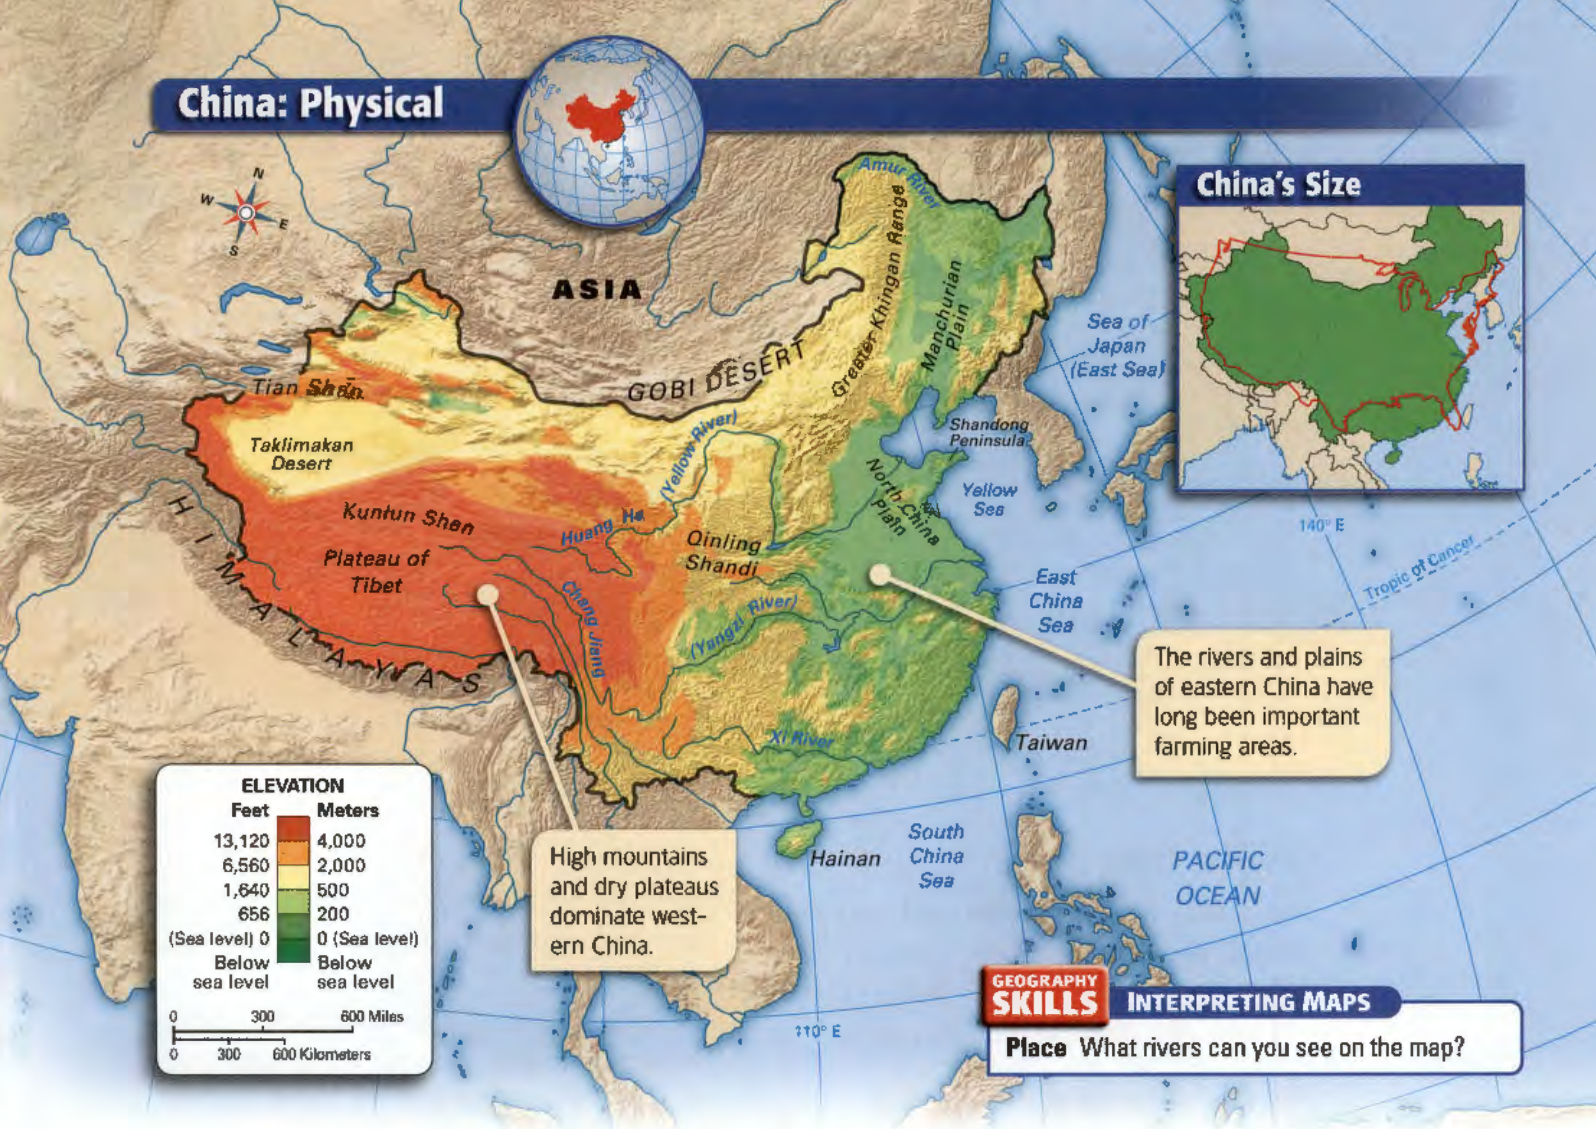 China: Physical
N
W
E
S
ASIA
China's Size
Amur River
Greater Khingan Range
Manchurian
Plain
Sea of
Japan
(East Sea)
GOBI DESERT
Tian Shan
Taklimakan
Desert
(Yellow River)
Shandong
Peninsula
North China
Plain
Yellow
Sea
140° E
Tropic of Cancer
HIMALAYAS
Kunlun Shan
Huang He
Qinling
Shandi
Plateau of
Tibet
Chang Jiang
(Yangzi River)
East
China
Sea
The rivers and plains
of eastern China have
long been important
farming areas.
Xi River
Taiwan
ELEVATION
Feet Meters
13,120 4,000
6,560 2,000
1,640 500
656 200
(Sea level) 0 0 (Sea level)
Below Below
sea level sea level
0 300 600 Miles
0 300 600 Kilometers
High mountains
and dry plateaus
dominate west-
ern China.
Hainan
South
China
Sea
PACIFIC
OCEAN
110° E
GEOGRAPHY
SKILLS
INTERPRETING MAPS
Place What rivers can you see on the map?